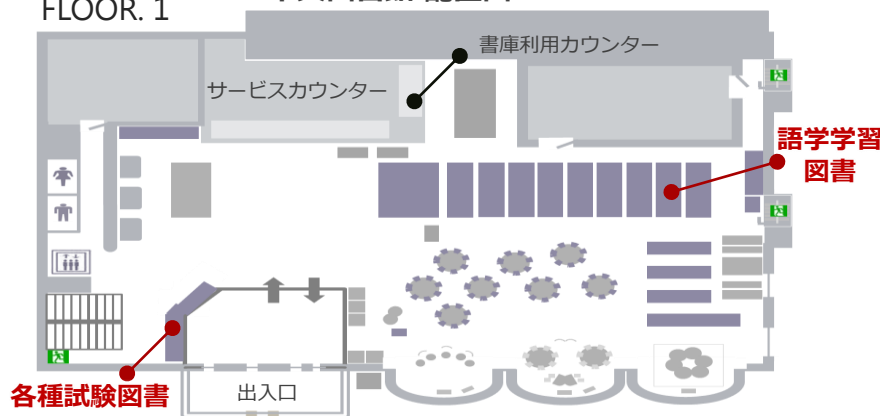 FLOOR. 1
書庫利用カウンター
サービスカウンター
語学学習
図書
各種試験図書
出入口